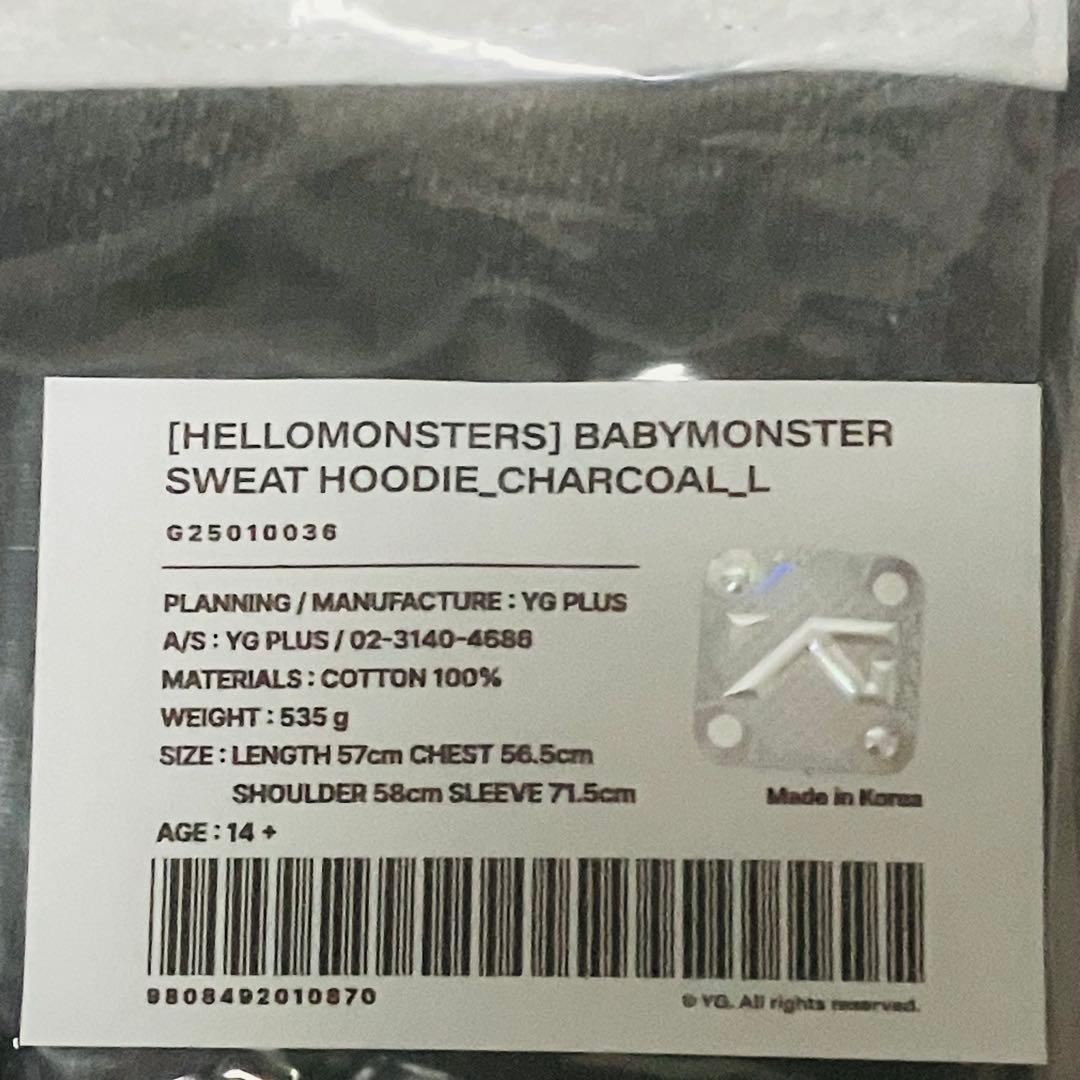 [HELLOMONSTERS] BABYMONSTER
SWEAT HOODIE_CHARCOAL_L
G25010036
PLANNING / MANUFACTURE : YG PLUS
A/S : YG PLUS / 02-3140-4688
MATERIALS : COTTON 100%
WEIGHT : 535 g
SIZE : LENGTH 57cm CHEST 56.5cm
SHOULDER 58cm SLEEVE 71.5cm
AGE : 14 +
YG
Made in Korea
9808492010870
© YG. All rights reserved.